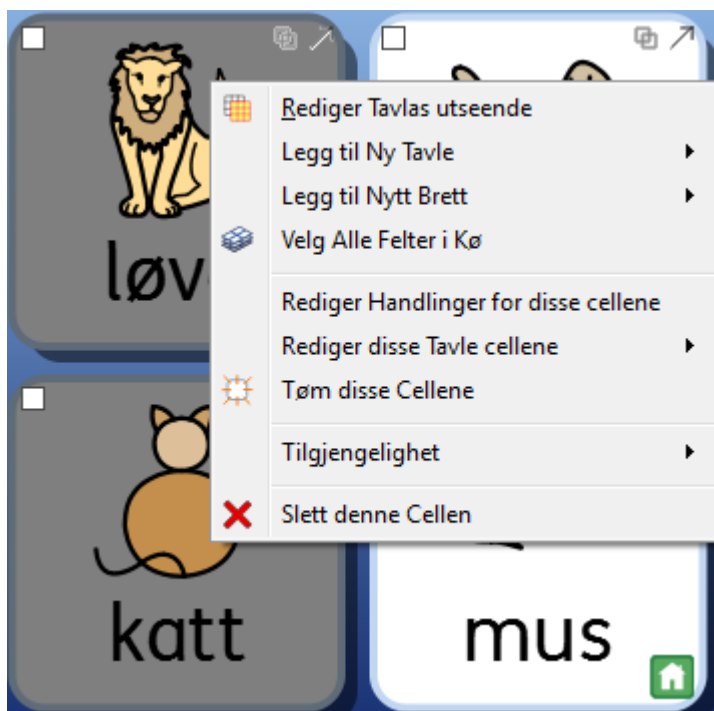 Rediger Tavlas utseende
Legg til Ny Tavle
Legg til Nytt Brett
Velg Alle Felter i Kø
Rediger Handlinger for disse cellene
Rediger disse Tavle cellene
Tøm disse Cellene
Tilgjengelighet
Slett denne Cellen
løv
katt
mus